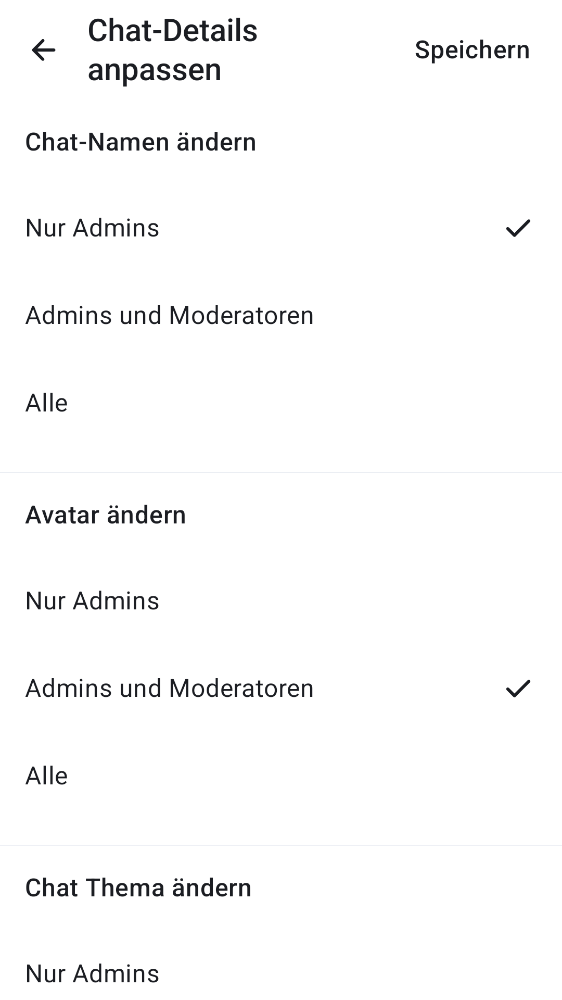 Chat-Details
anpassen
Speichern
Chat-Namen ändern
Nur Admins
Admins und Moderatoren
Alle
Avatar ändern
Nur Admins
Admins und Moderatoren
Alle
Chat Thema ändern
Nur Admins